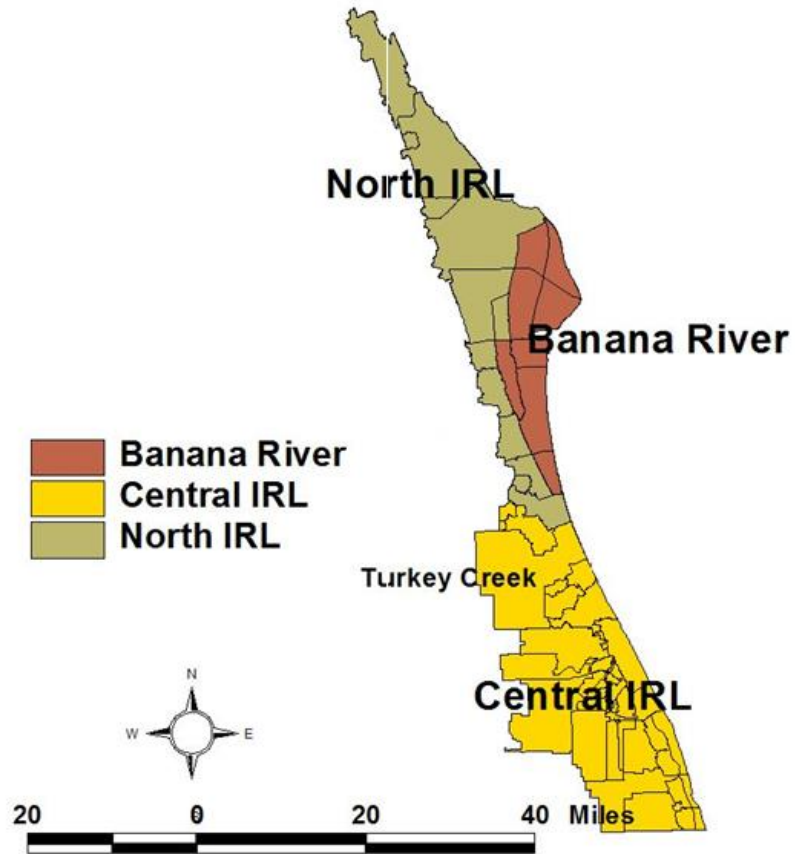 North IRL
Banana River
Banana River
Central IRL
North IRL
Turkey Creek
Central IRL
N
W E
S
20 0 20 40 Miles